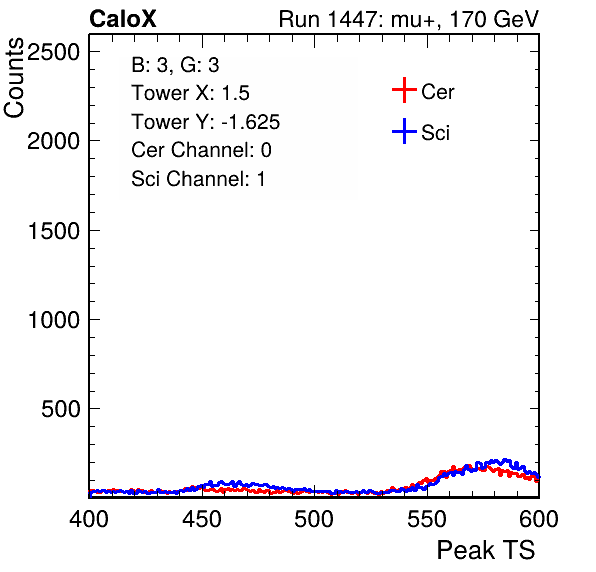 CaloX Run 1447: mu+, 170 GeV
Counts
2500
2000
1500
1000
500
B: 3, G: 3
Tower X: 1.5
Tower Y: -1.625
Cer Channel: 0
Sci Channel: 1
Cer
Sci
400 450 500 550 600
Peak TS